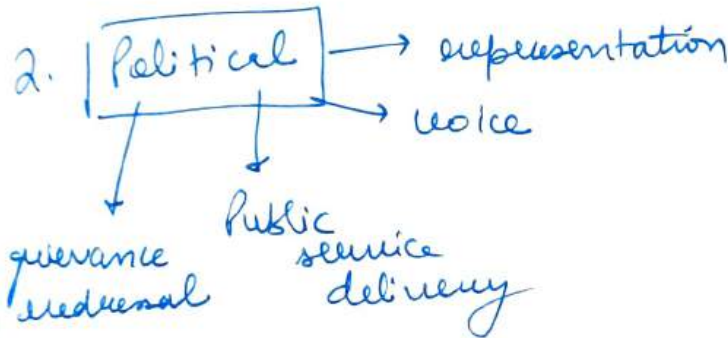 2. Political
representation
voice
grievance
redressal
Public
service
delivery